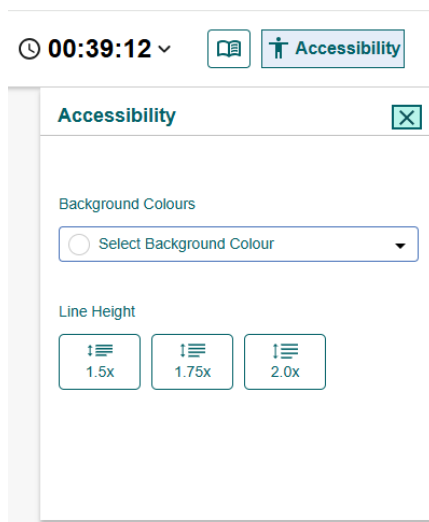 00:39:12 Accessibility
Accessibility
Background Colours
Select Background Colour
Line Height
1.5x 1.75x 2.0x